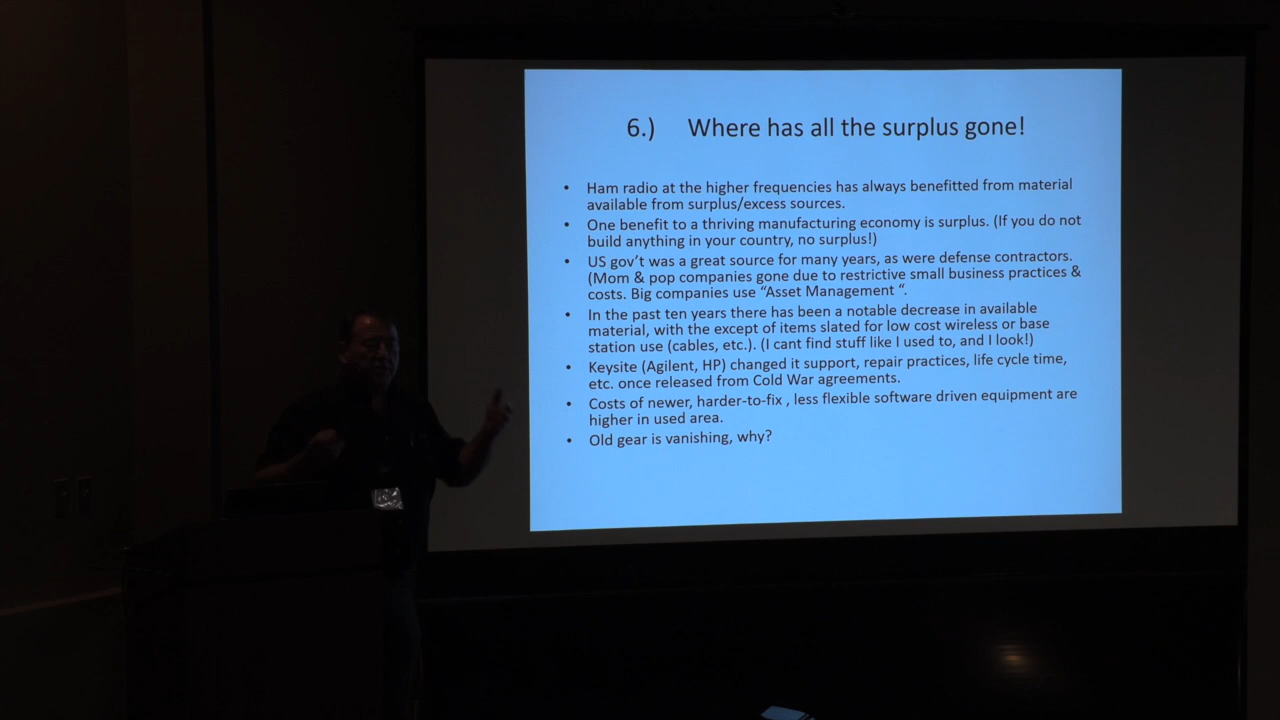 6.) Where has all the surplus gone!
• Ham radio at the higher frequencies has always benefitted from material
available from surplus/excess sources.
• One benefit to a thriving manufacturing economy is surplus. (If you do not
build anything in your country, no surplus!)
• US gov't was a great source for many years, as were defense contractors.
(Mom & pop companies gone due to restrictive small business practices &
costs. Big companies use “Asset Management “.
• In the past ten years there has been a notable decrease in available
material, with the except of items slated for low cost wireless or base
station use (cables, etc.). (I cant find stuff like I used to, and I look!)
• Keysite (Agilent, HP) changed it support, repair practices, life cycle time,
etc. once released from Cold War agreements.
• Costs of newer, harder-to-fix , less flexible software driven equipment are
higher in used area.
• Old gear is vanishing, why?